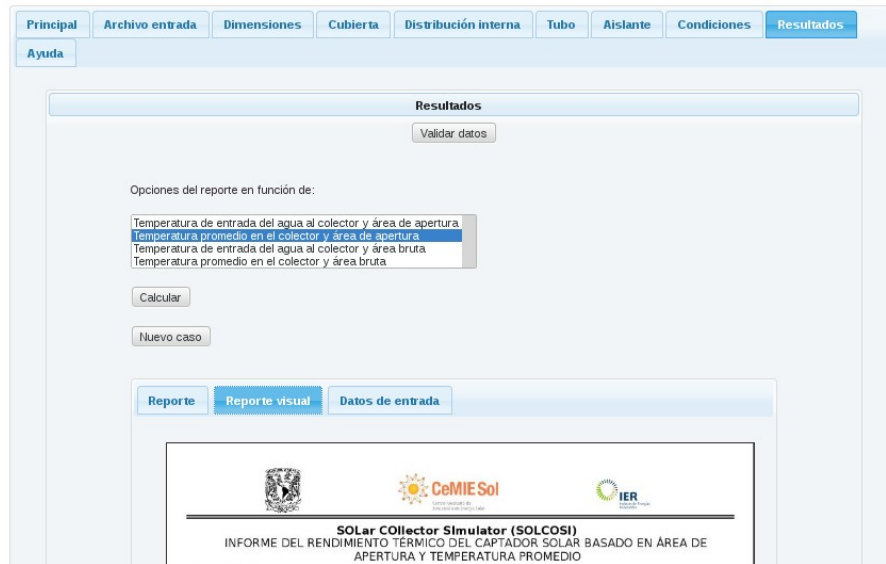 Principal Archivo entrada Dimensiones Cubierta Distribución interna Tubo Aislante Condiciones Resultados
Ayuda
Resultados
Validar datos
Opciones del reporte en función de:
Temperatura de entrada del agua al colector y área de apertura
Temperatura promedio en el colector y área de apertura
Temperatura de entrada del agua al colector y área bruta
Temperatura promedio en el colector y área bruta
Calcular
Nuevo caso
Reporte Reporte visual Datos de entrada
CeMIE Sol
IER
SOLar COllector SImulator (SOLCOSI)
INFORME DEL RENDIMIENTO TÉRMICO DEL CAPTADOR SOLAR BASADO EN ÁREA DE
APERTURA Y TEMPERATURA PROMEDIO